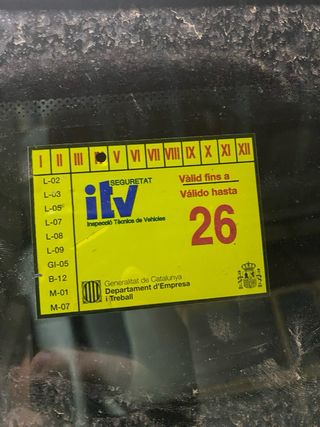 I II III V VI VII VIII IX X XI XII
L-02
L-03
L-05
L-07
L-08
L-09
GI-05
B-12
M-01
M-07
SEGURETAT
itv
Inspecció Tècnica de Vehicles
Vàlid fins a
Válido hasta
26
Generalitat de Catalunya
Departament d'Empresa
i Treball